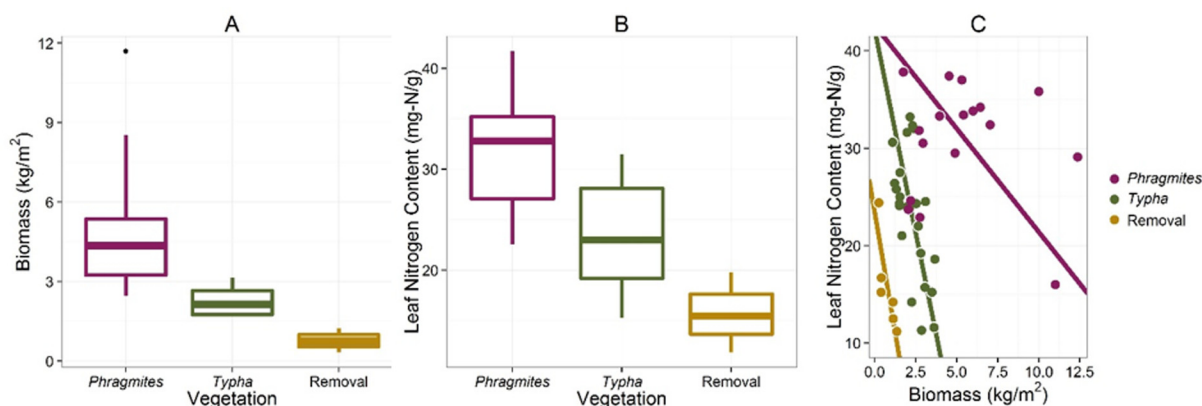 A
Biomass (kg/m²)
12
9
6
3
0
Phragmites Typha Removal
Vegetation
B
Leaf Nitrogen Content (mg-N/g)
40
30
20
Phragmites Typha Removal
Vegetation
C
Leaf Nitrogen Content (mg-N/g)
40
30
20
10
0.0 2.5 5.0 7.5 10.0 12.5
Biomass (kg/m²)
Phragmites
Typha
Removal